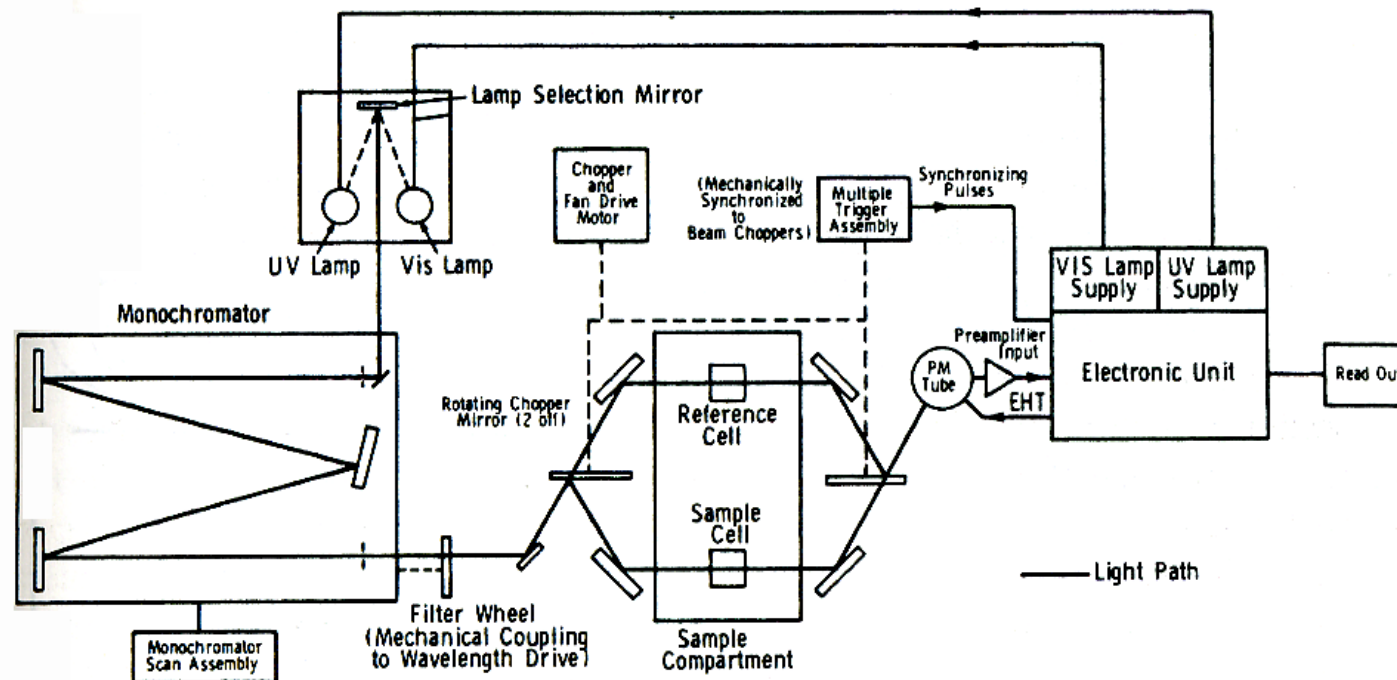 Lamp Selection Mirror
UV Lamp
Vis Lamp
Chopper
and
Fan Drive
Motor
(Mechanically
Synchronized
to
Beam Choppers)
Multiple
Trigger
Assembly
Synchronizing
Pulses
VIS Lamp
Supply
UV Lamp
Supply
Monochromator
Rotating Chopper
Mirror (2 off)
Reference
Cell
Sample
Cell
PM
Tube
Preamplifier
Input
EHT
Electronic Unit
Read Ou
Light Path
Filter Wheel
(Mechanical Coupling
to Wavelength Drive)
Sample
Compartment
Monochromator
Scan Assembly